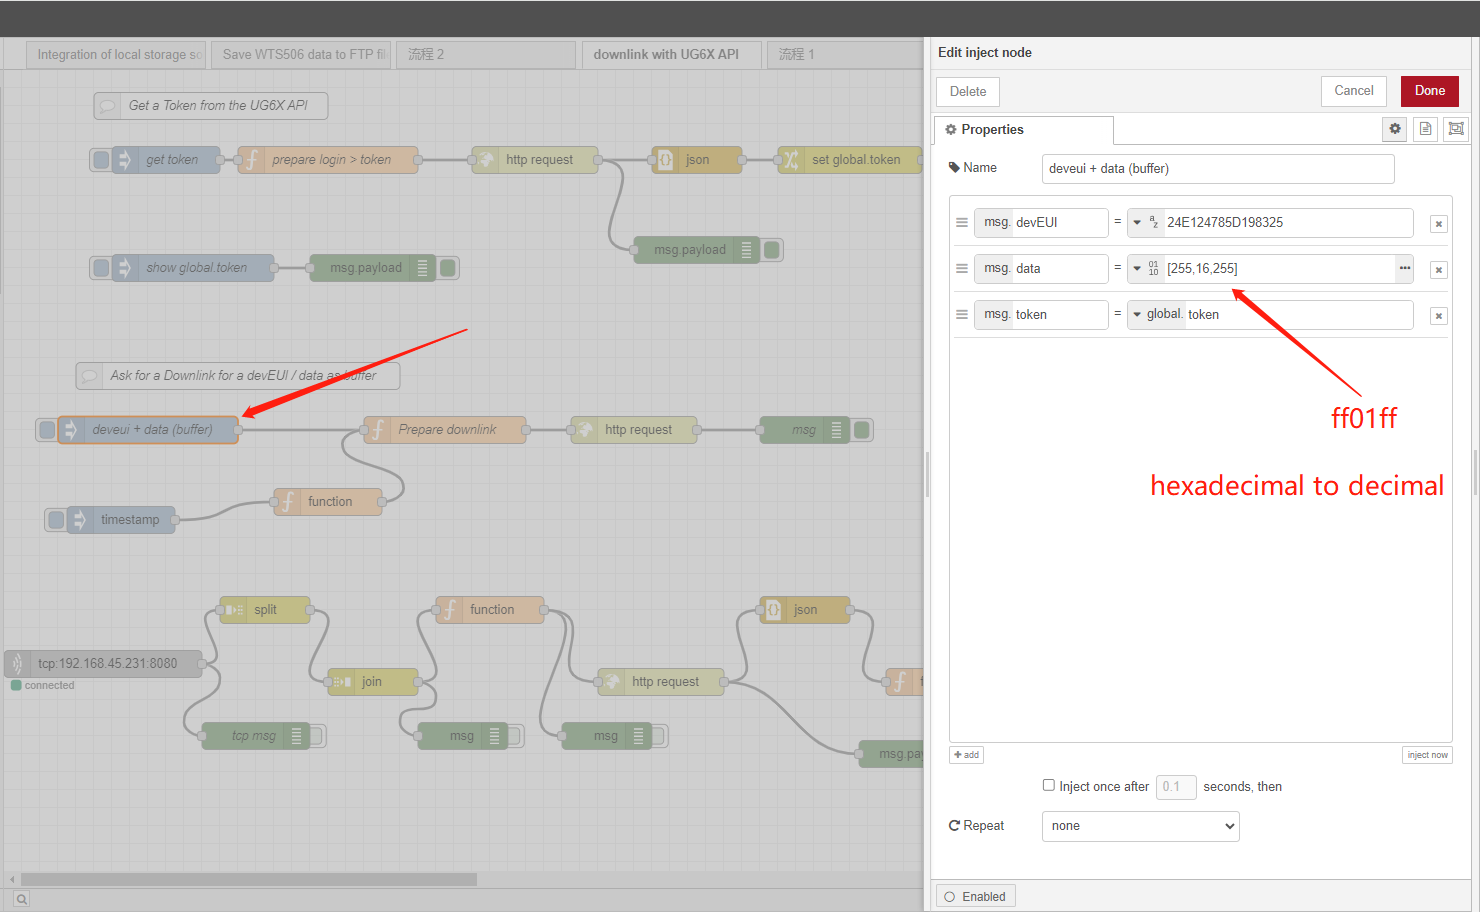 Integration of local storage so
Save WTS506 data to FTP fil
流程 2
downlink with UG6X API
流程 1
Get a Token from the UG6X API
get token
prepare login > token
http request
json
set global.token
msg.payload
show global.token
msg.payload
Ask for a Downlink for a devEUI / data as buffer
deveui + data (buffer)
Prepare downlink
http request
msg
function
timestamp
split
function
json
tcp:192.168.45.231:8080
connected
join
http request
tcp msg
msg
msg
msg.pay
Edit inject node
Delete
Cancel
Done
Properties
Name
deveui + data (buffer)
msg. devEUI = 24E124785D198325
msg. data = [255,16,255]
msg. token = global. token
ff01ff
hexadecimal to decimal
add
inject now
Inject once after 0.1 seconds, then
Repeat
none
Enabled